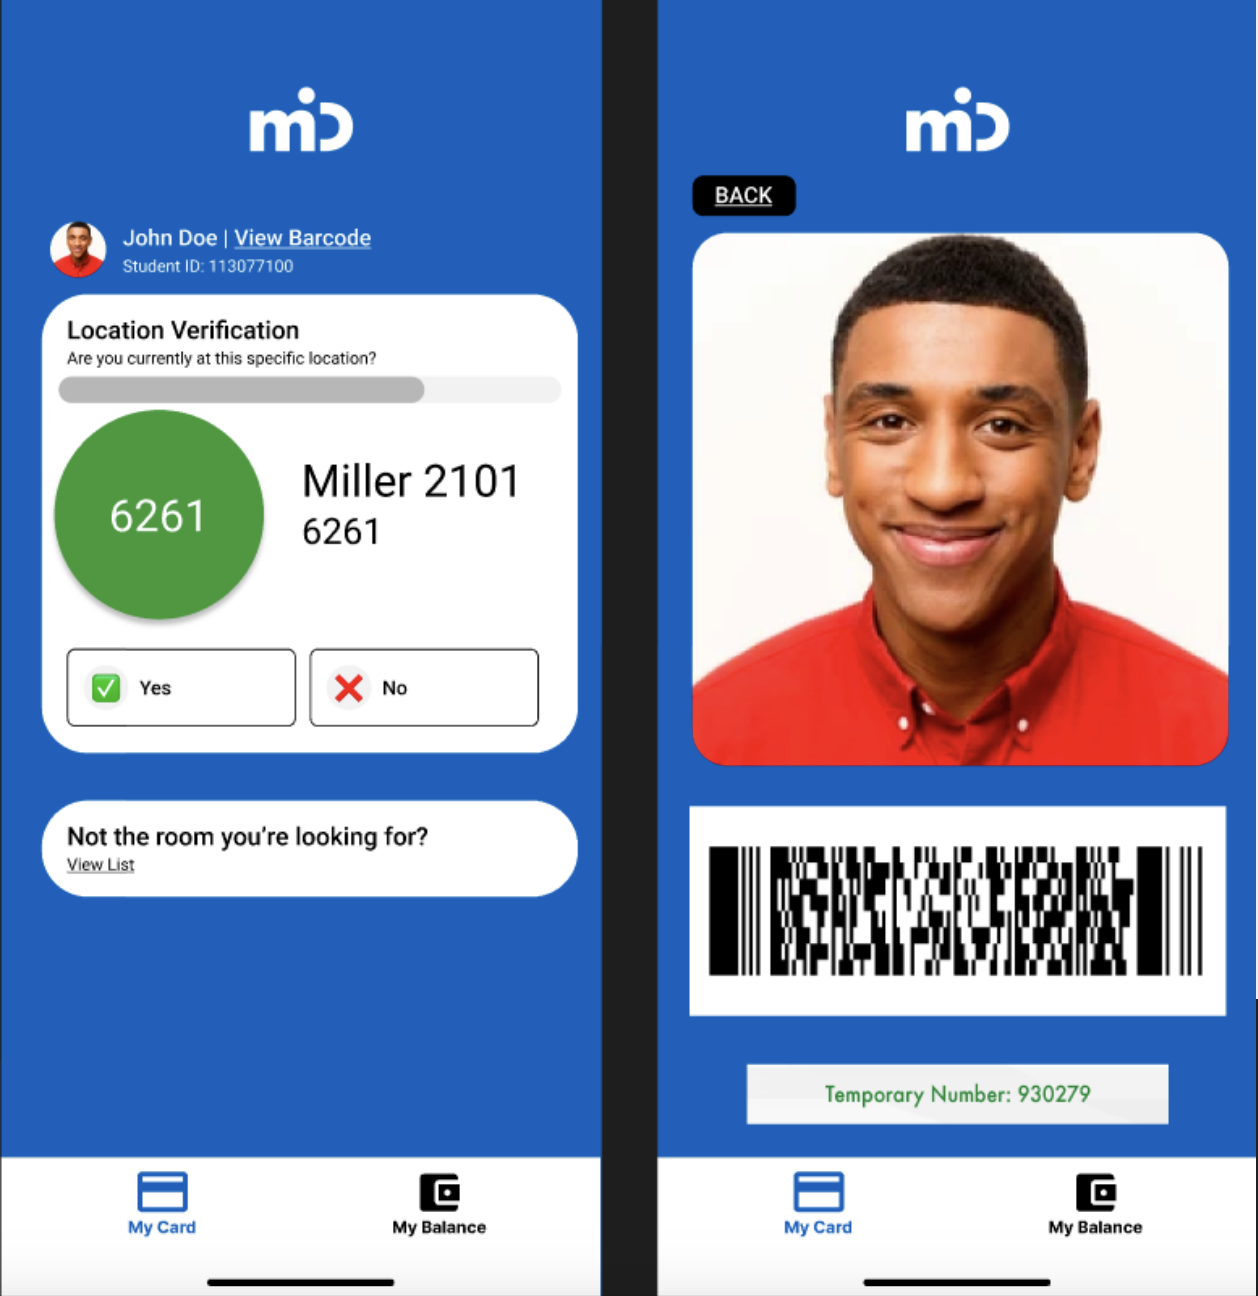 miD
John Doe | View Barcode
Student ID: 113077100
Location Verification
Are you currently at this specific location?
6261
Miller 2101
6261
Yes
No
Not the room you're looking for?
View List
My Card
My Balance
miD
BACK
Temporary Number: 930279
My Card
My Balance